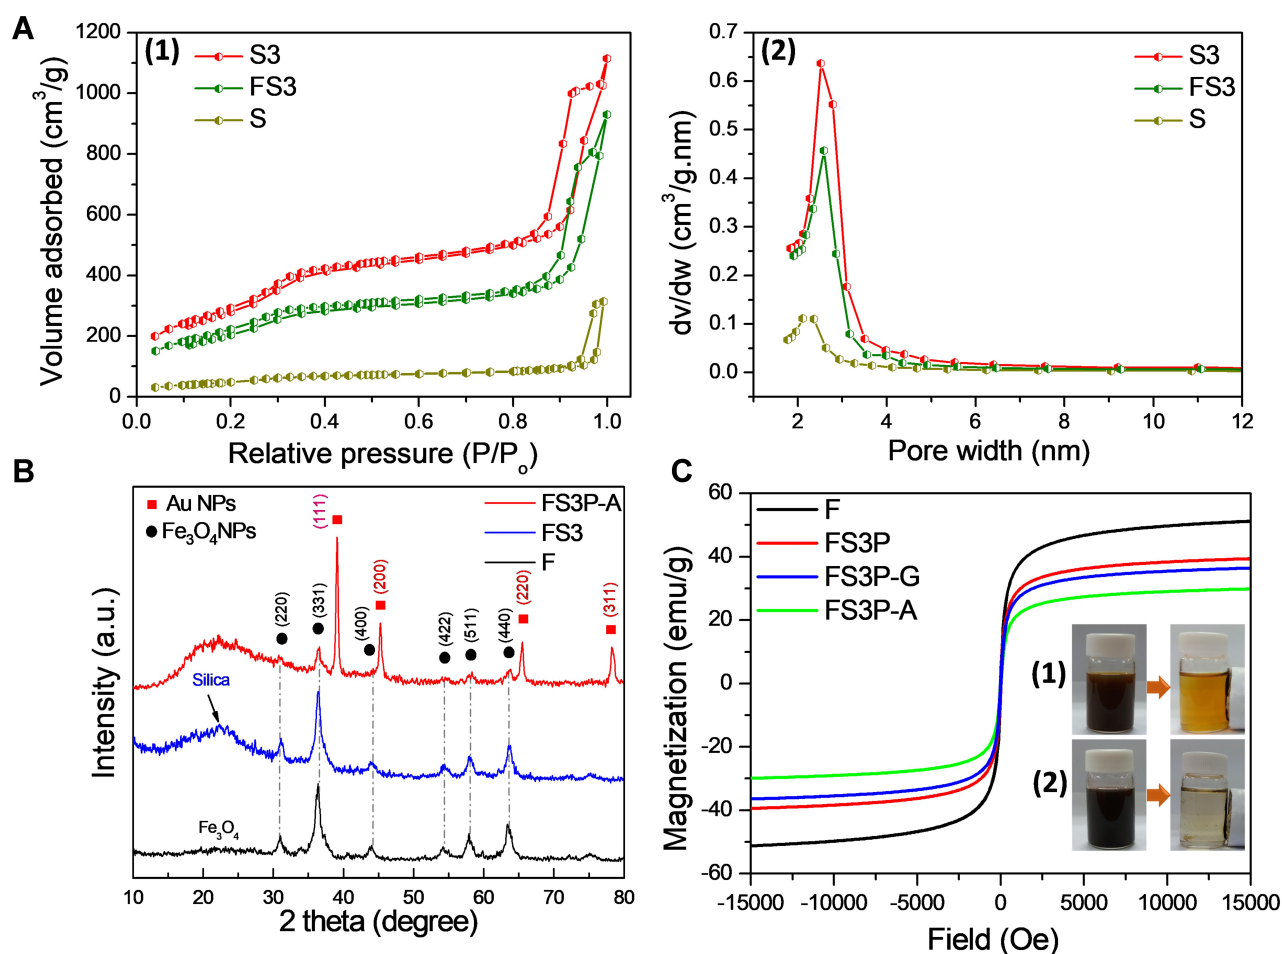 A
(1)
S3
FS3
S
1200
1000
800
600
400
200
0
Volume adsorbed (cm³/g)
0.0 0.2 0.4 0.6 0.8 1.0
Relative pressure (P/Pₒ)
(2)
S3
FS3
S
0.7
0.6
0.5
0.4
0.3
0.2
0.1
0.0
dv/dw (cm³/g.nm)
2 4 6 8 10 12
Pore width (nm)
B
Au NPs
Fe₃O₄NPs
FS3P-A
FS3
F
(111)
(200)
(220)
(311)
(220)
(331)
(400)
(422)
(511)
(440)
Silica
Fe₃O₄
Intensity (a.u.)
10 20 30 40 50 60 70 80
2 theta (degree)
C
F
FS3P
FS3P-G
FS3P-A
60
40
20
0
-20
-40
-60
Magnetization (emu/g)
(1)
(2)
-15000 -10000 -5000 0 5000 10000 15000
Field (Oe)